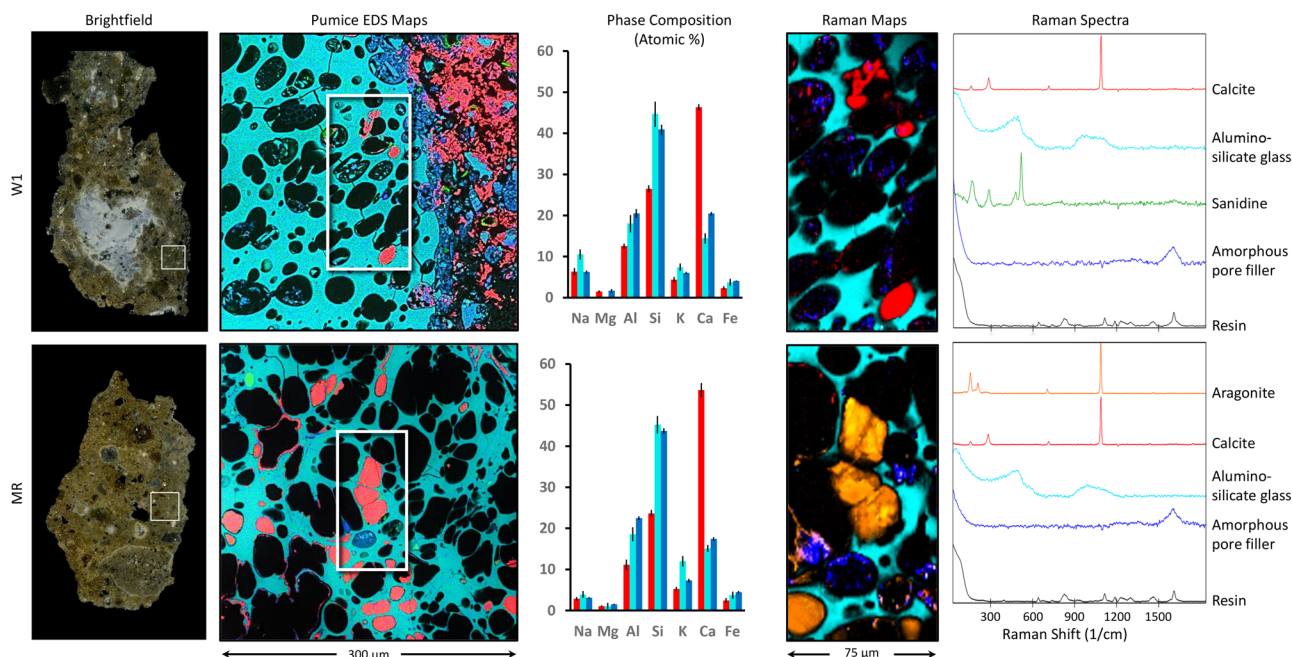 Brightfield
Pumice EDS Maps
Phase Composition
(Atomic %)
Raman Maps
Raman Spectra
W1
60
50
40
30
20
10
0
Na Mg Al Si K Ca Fe
Calcite
Alumino-
silicate glass
Sanidine
Amorphous
pore filler
Resin
MR
60
50
40
30
20
10
0
Na Mg Al Si K Ca Fe
Aragonite
Calcite
Alumino-
silicate glass
Amorphous
pore filler
Resin
300 600 900 1200 1500
Raman Shift (1/cm)
300 µm
75 µm